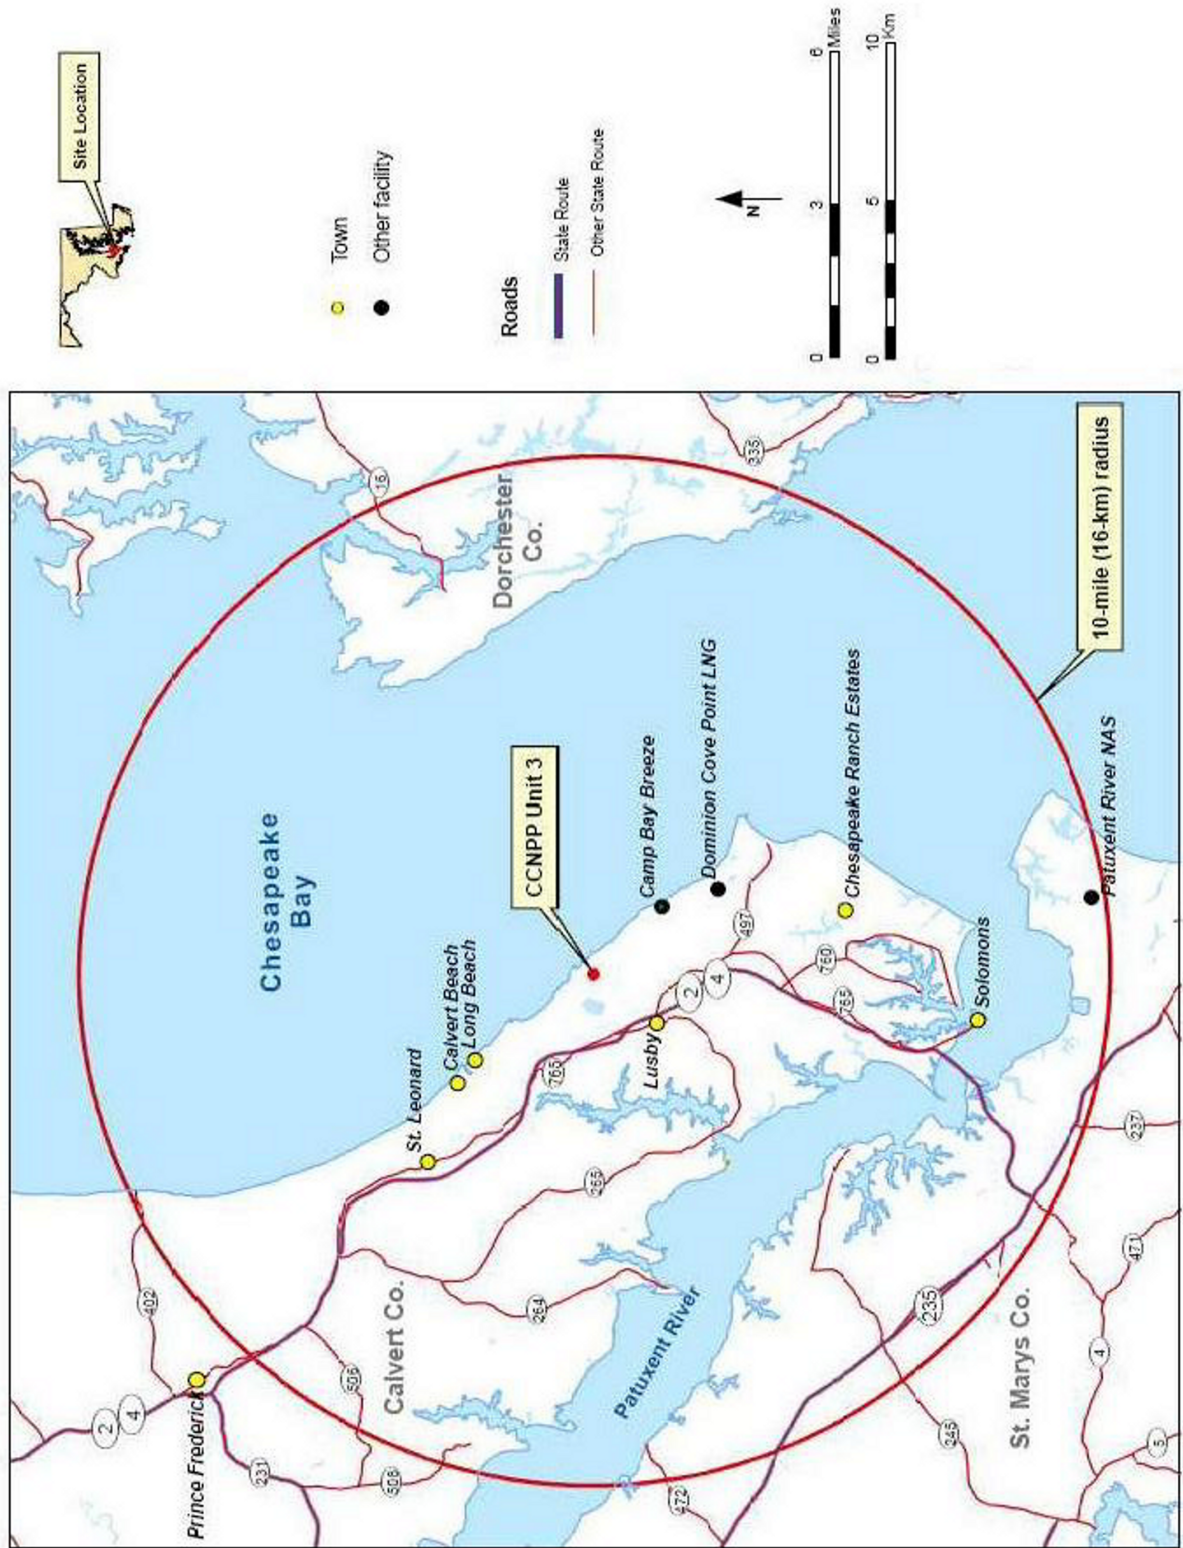 Site Location
Town
Other facility
Roads
State Route
Other State Route
N
0
3
6
Miles
0
5
10
Km
Chesapeake
Bay
Dorchester
Co.
Calvert Co.
St. Marys Co.
Patuxent River
CCNPP Unit 3
10-mile (16-km) radius
Prince Frederick
St. Leonard
Calvert Beach
Long Beach
Lusby
Camp Bay Breeze
Dominion Cove Point LNG
Chesapeake Ranch Estates
Solomons
Patuxent River NAS
2
4
402
231
506
508
264
265
765
2
4
497
760
765
16
335
472
235
245
4
471
237
5